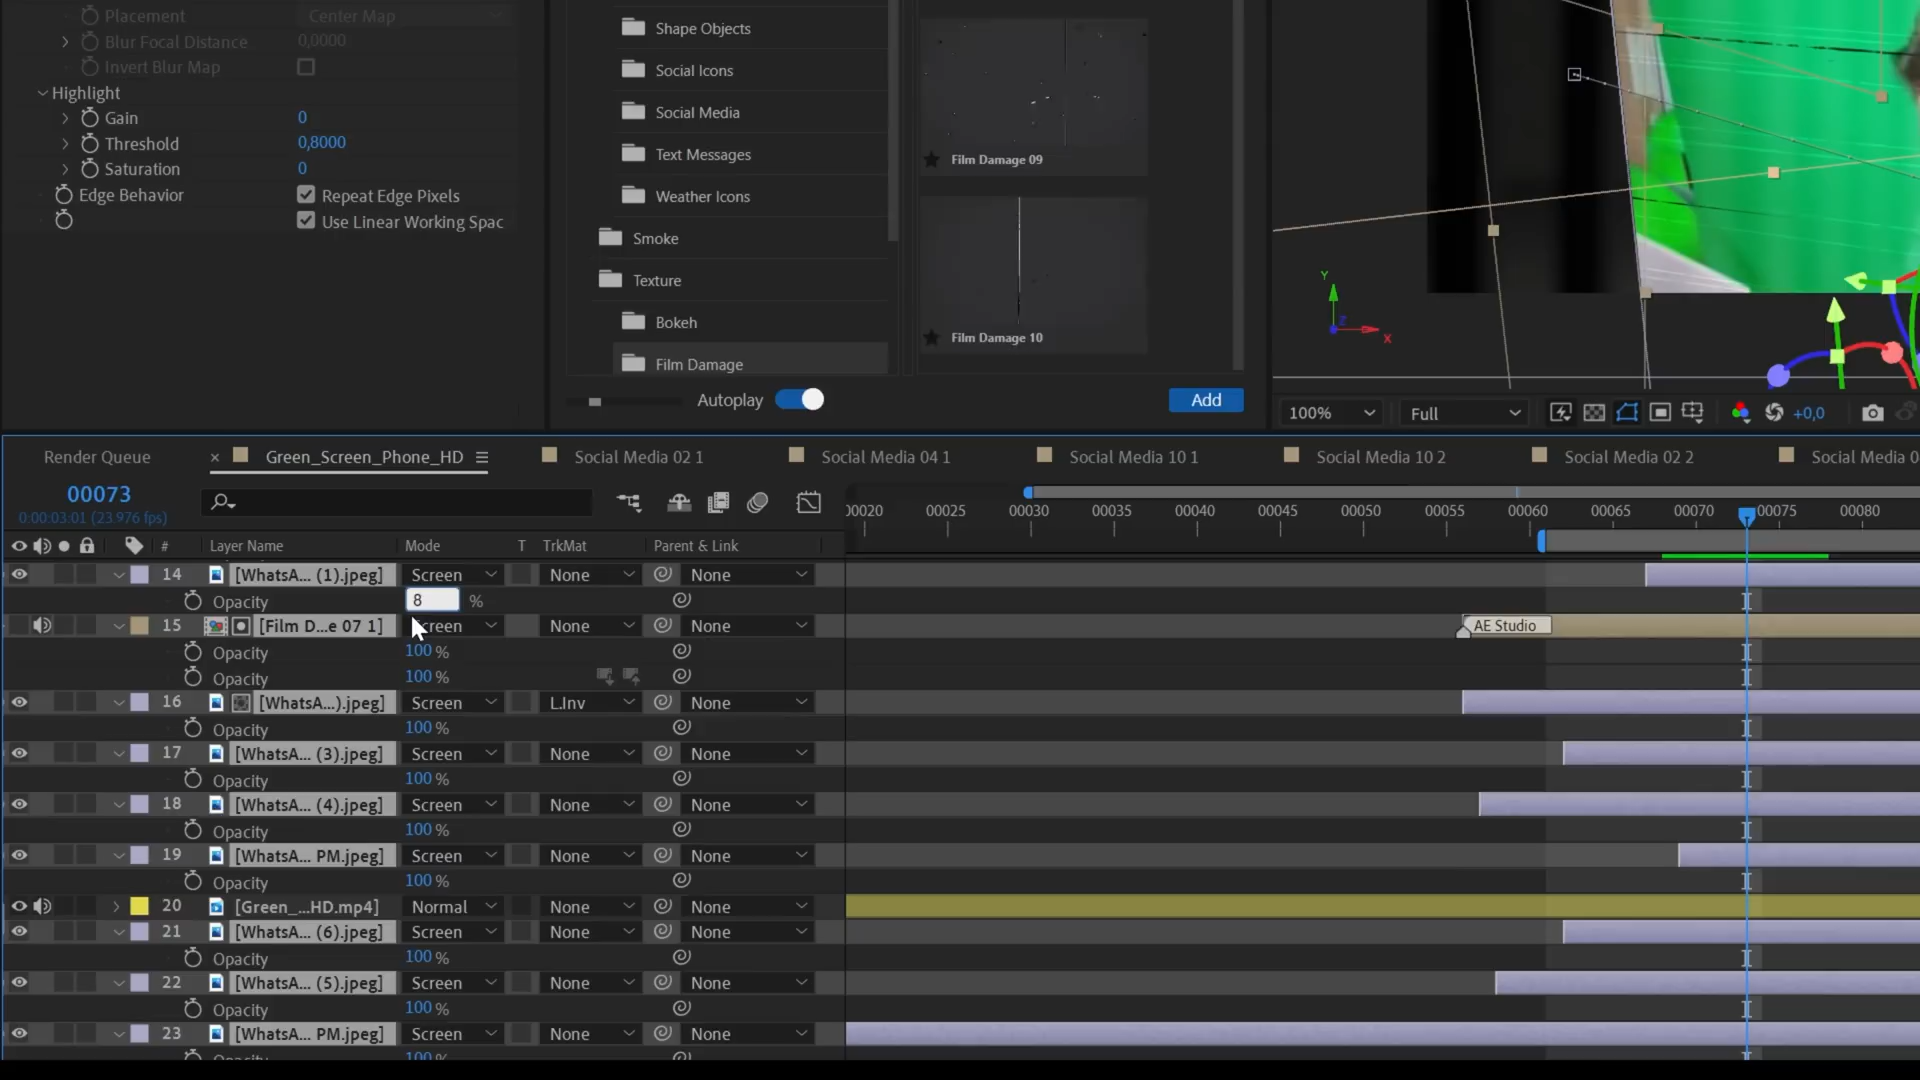 Placement Center Map
Blur Focal Distance 0,0000
Invert Blur Map
Highlight
Gain 0
Threshold 0,8000
Saturation 0
Edge Behavior Repeat Edge Pixels
Use Linear Working Spac
Shape Objects
Social Icons
Social Media
Text Messages
Weather Icons
Smoke
Texture
Bokeh
Film Damage
Autoplay
Film Damage 09
Film Damage 10
Add
Y
Z
X
100% Full +0,0
Render Queue × Green_Screen_Phone_HD Social Media 02 1 Social Media 04 1 Social Media 10 1 Social Media 10 2 Social Media 02 2 Social Media 0
00073
0:00:03:01 (23.976 fps)
00020 00025 00030 00035 00040 00045 00050 00055 00060 00065 00070 00075 00080
# Layer Name Mode T TrkMat Parent & Link
14 [WhatsA... (1).jpeg] Screen None None
Opacity 8 %
15 [Film D...e 07 1] creen None None AE Studio
Opacity 100 %
Opacity 100 %
16 [WhatsA...).jpeg] Screen L.Inv None
Opacity 100 %
17 [WhatsA... (3).jpeg] Screen None None
Opacity 100 %
18 [WhatsA... (4).jpeg] Screen None None
Opacity 100 %
19 [WhatsA... PM.jpeg] Screen None None
Opacity 100 %
20 [Green_...HD.mp4] Normal None None
21 [WhatsA... (6).jpeg] Screen None None
Opacity 100 %
22 [WhatsA... (5).jpeg] Screen None None
Opacity 100 %
23 [WhatsA... PM.jpeg] Screen None None
Opacity 100 %